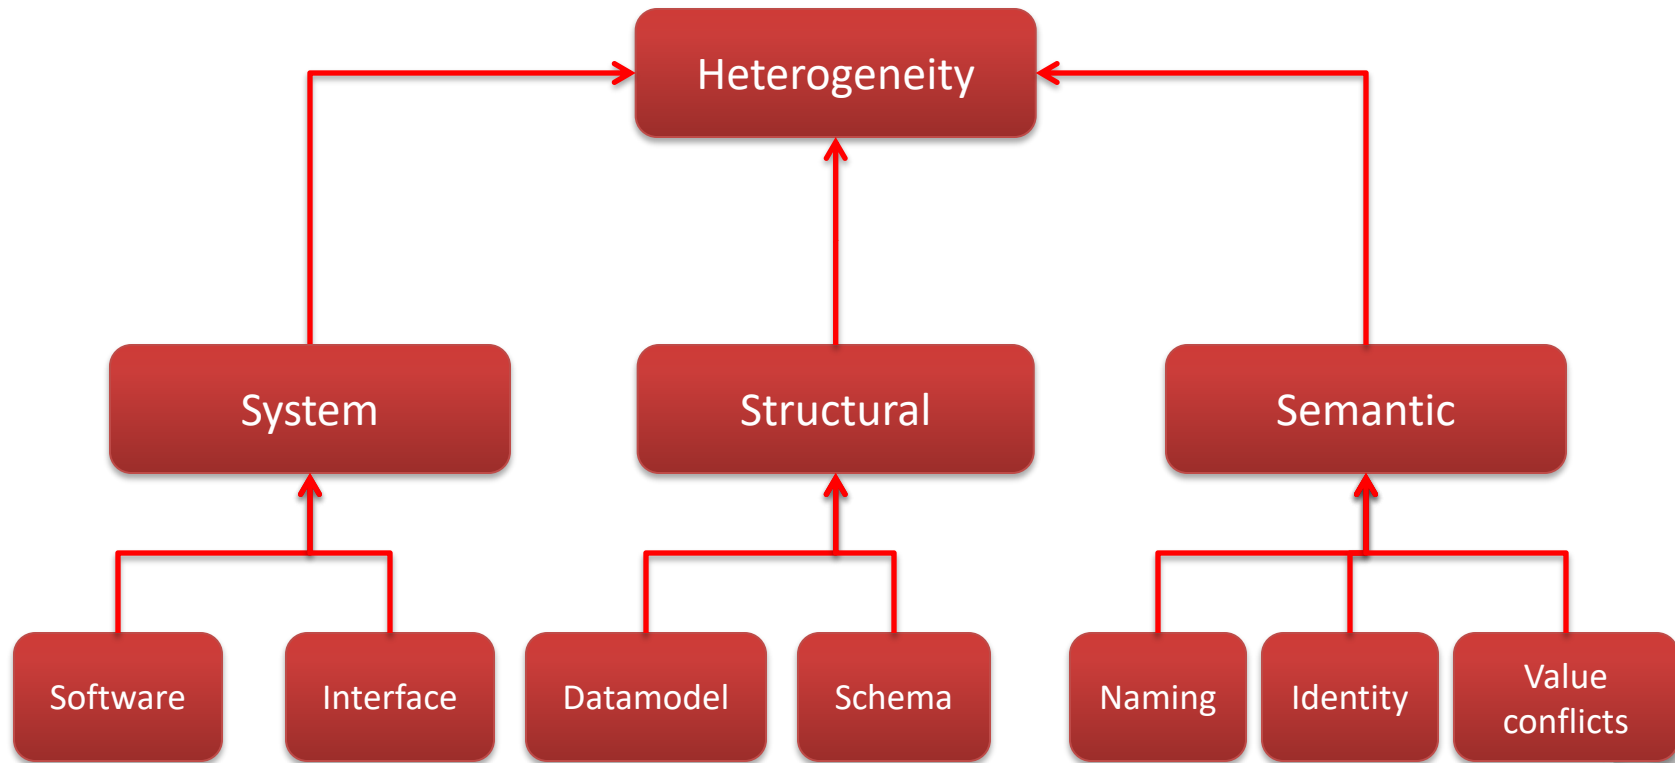 Heterogeneity
System
Structural
Semantic
Software
Interface
Datamodel
Schema
Naming
Identity
Value
conflicts